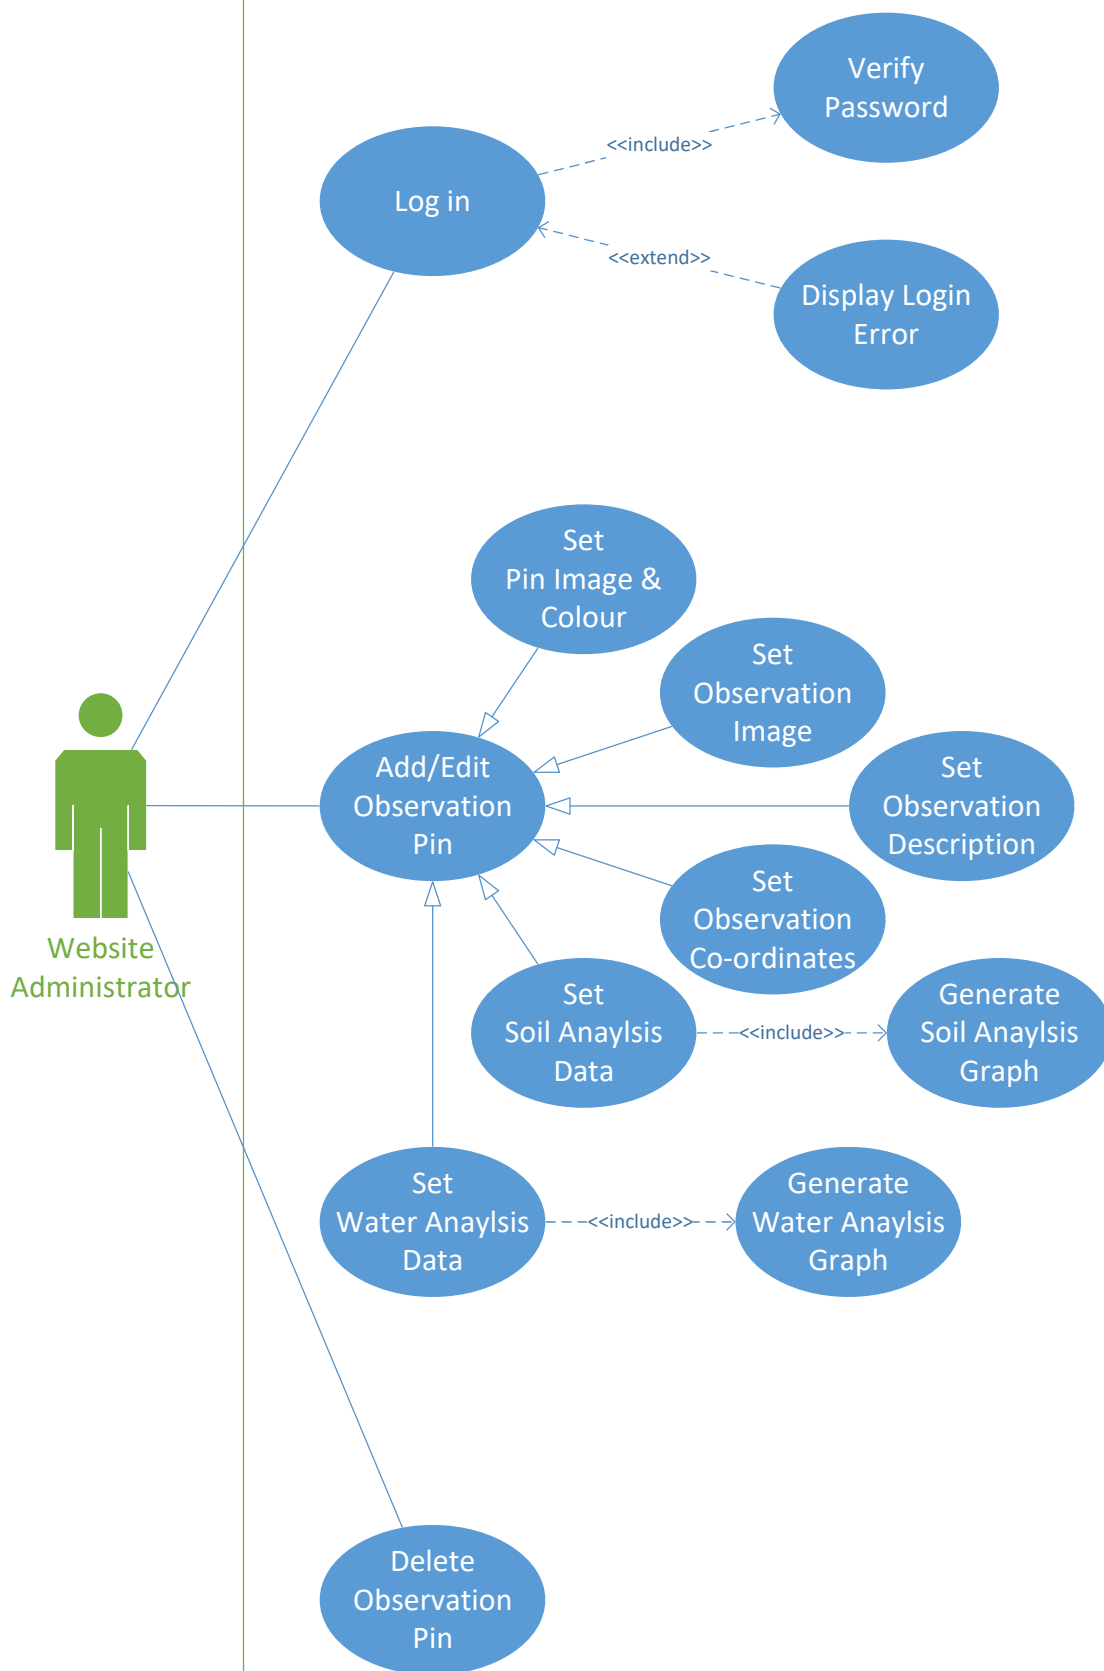 Verify
Password
<<include>>
Log in
<<extend>>
Display Login
Error
Set
Pin Image &
Colour
Set
Observation
Image
Add/Edit
Observation
Pin
Set
Observation
Description
Set
Observation
Co-ordinates
Website
Administrator
Set
Soil Anaylsis
Data
<<include>>
Generate
Soil Anaylsis
Graph
Set
Water Anaylsis
Data
<<include>>
Generate
Water Anaylsis
Graph
Delete
Observation
Pin